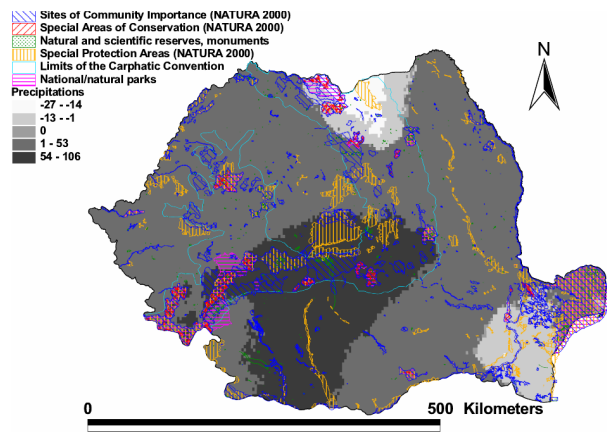 Sites of Community Importance (NATURA 2000)
Special Areas of Conservation (NATURA 2000)
Natural and scientific reserves, monuments
Special Protection Areas (NATURA 2000)
Limits of the Carphatic Convention
National/natural parks
Precipitations
-27 - -14
-13 - -1
0
1 - 53
54 - 106
N
0 500 Kilometers